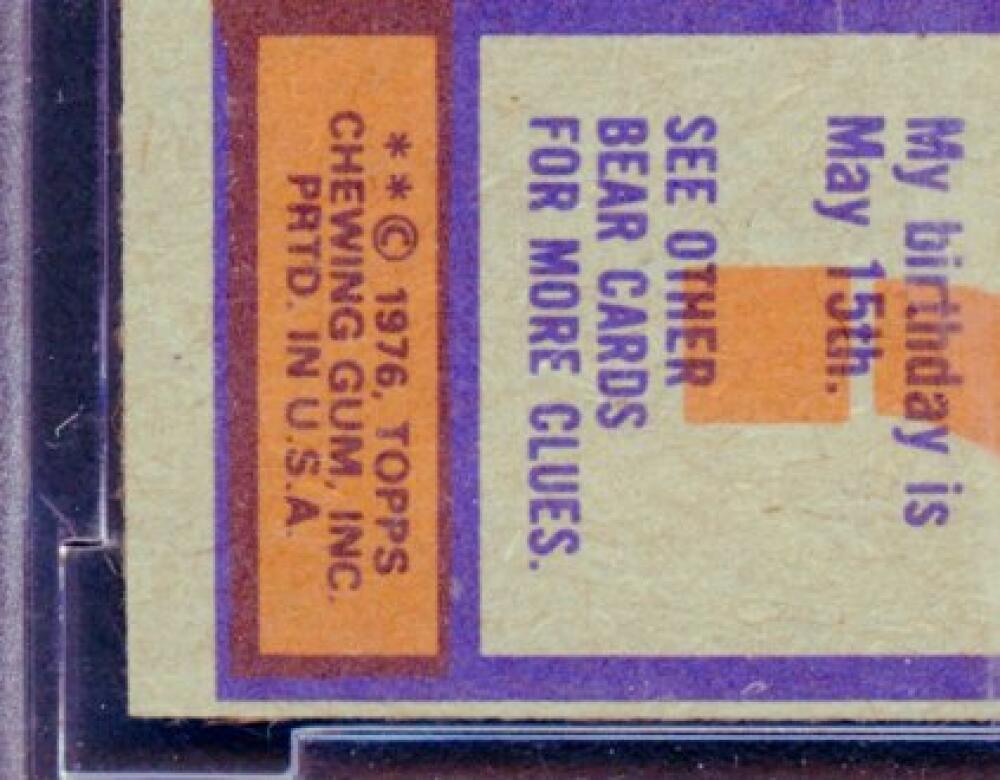 My birthday is
May 15th.
SEE OTHER
BEAR CARDS
FOR MORE CLUES.
**© 1976, TOPPS
CHEWING GUM, INC.
PRTD. IN U.S.A.